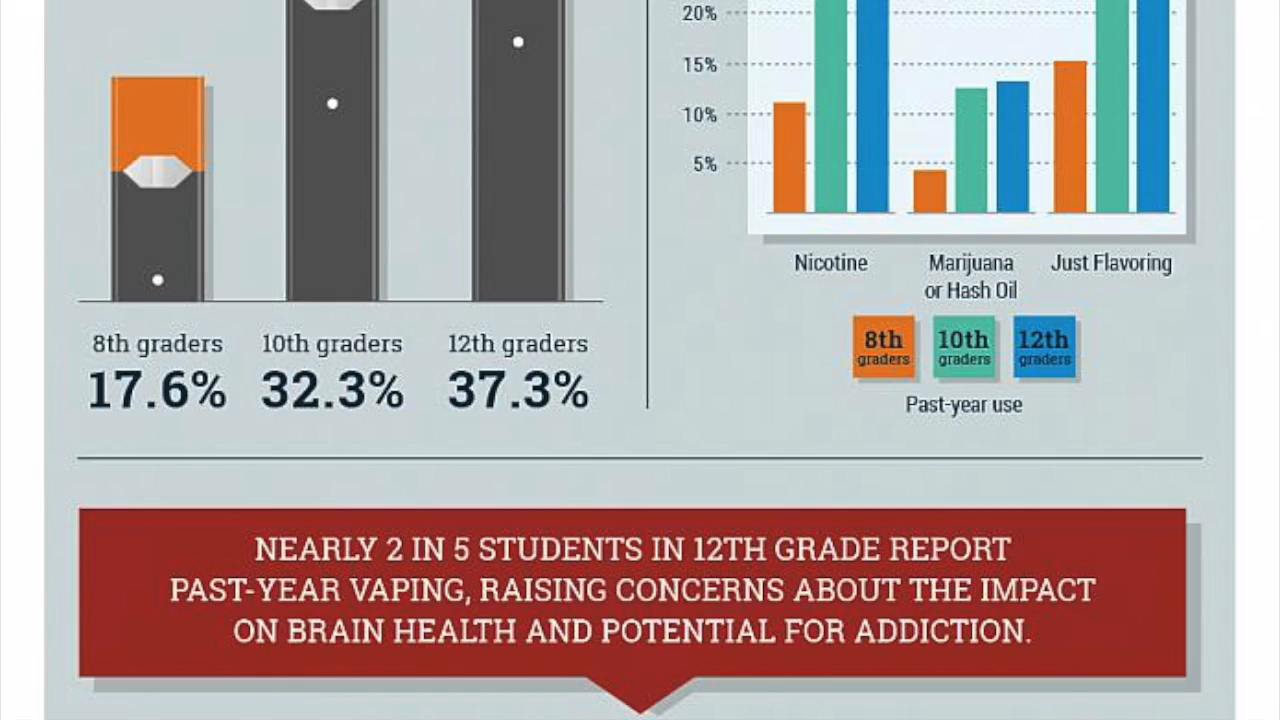 8th graders
17.6%
10th graders
32.3%
12th graders
37.3%
20%
15%
10%
5%
Nicotine
Marijuana
or Hash Oil
Just Flavoring
8th
graders
10th
graders
12th
graders
Past-year use
NEARLY 2 IN 5 STUDENTS IN 12TH GRADE REPORT
PAST-YEAR VAPING, RAISING CONCERNS ABOUT THE IMPACT
ON BRAIN HEALTH AND POTENTIAL FOR ADDICTION.